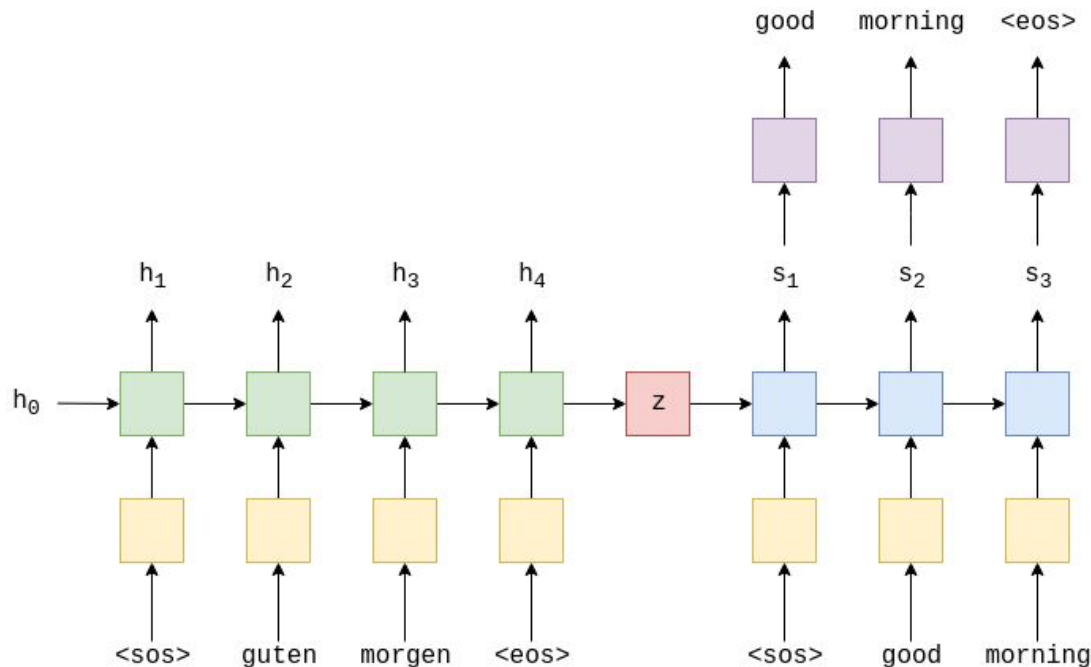 good morning <eos>
h₁ h₂ h₃ h₄ s₁ s₂ s₃
h₀ z
<sos> guten morgen <eos> <sos> good morning